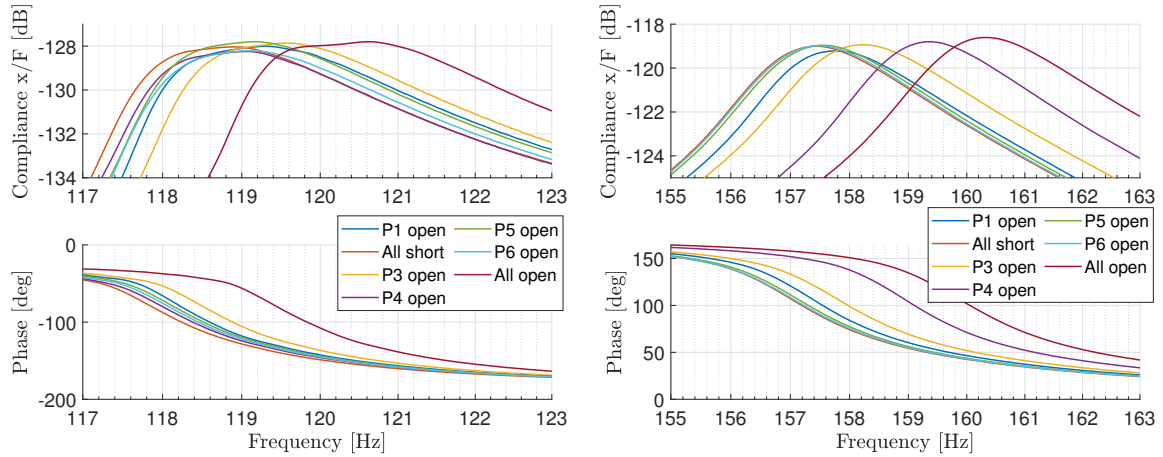 Compliance x/F [dB]
-128
-130
-132
-134
117 118 119 120 121 122 123
Phase [deg]
0
-100
-200
117 118 119 120 121 122 123
Frequency [Hz]
P1 open P5 open
All short P6 open
P3 open All open
P4 open
Compliance x/F [dB]
-118
-120
-122
-124
155 156 157 158 159 160 161 162 163
Phase [deg]
150
100
50
0
155 156 157 158 159 160 161 162 163
Frequency [Hz]
P1 open P5 open
All short P6 open
P3 open All open
P4 open